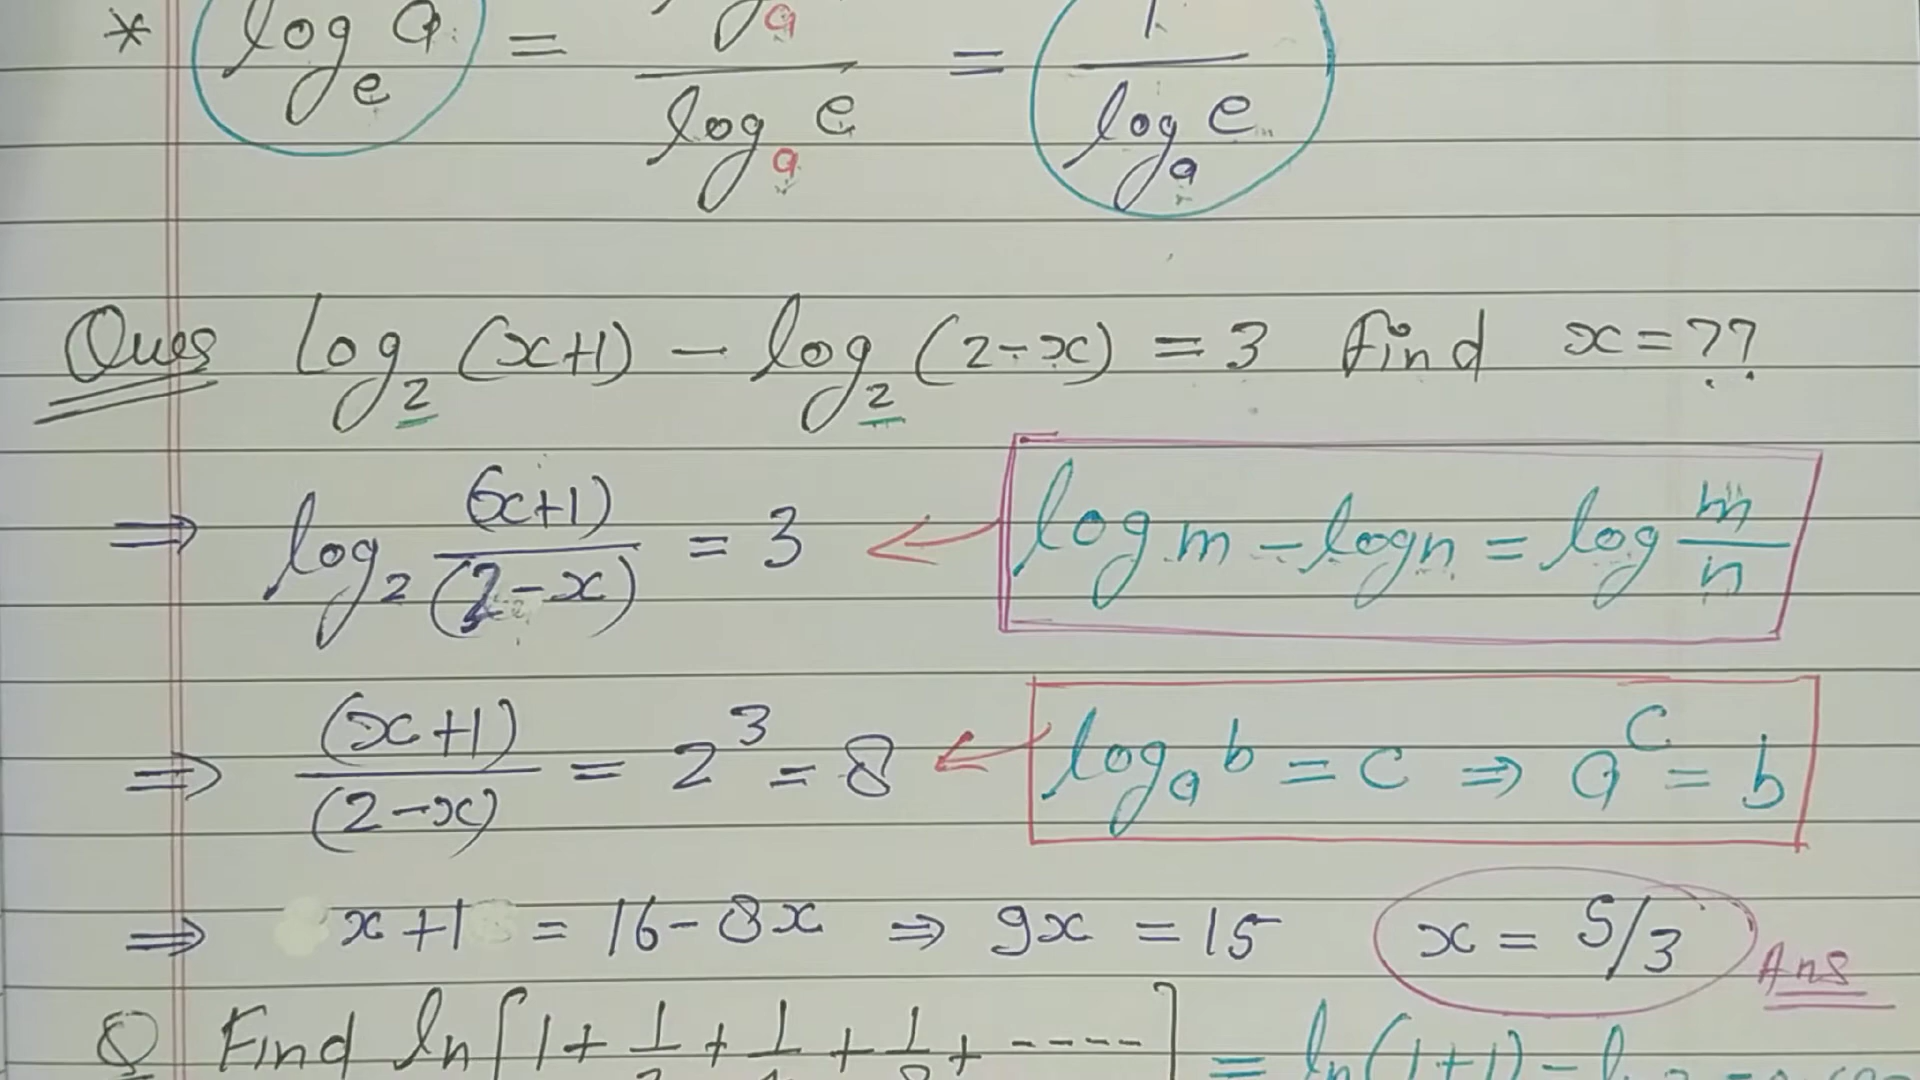 * log_e a = / log_a e = 1 / log_a e
Ques log_2 (x+1) - log_2 (2-x) = 3 find x = ??
⇒ log_2 (x+1)/(2-x) = 3 ← log m - log n = log m/n
⇒ (x+1)/(2-x) = 2^3 = 8 ← log_a b = c ⇒ a^c = b
⇒ x+1 = 16-8x ⇒ 9x = 15 x = 5/3 Ans
Q Find ln[1 + 1/ + 1/ + 1/ + ----] = ln(1+1) -